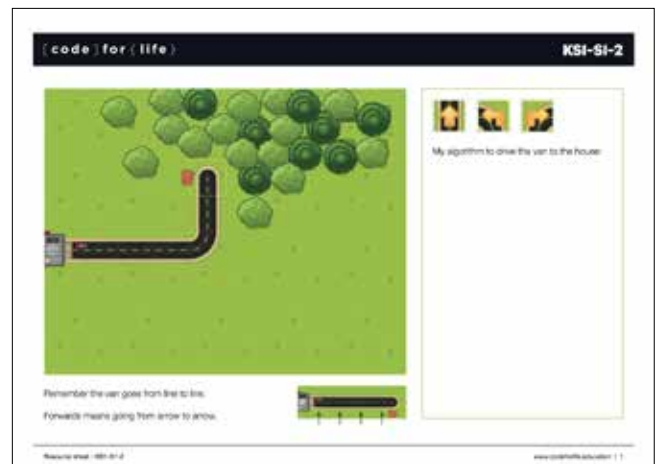 [code]for{life}
KS1-S1-2
My algorithm to drive the van to the house:
Remember the van goes from line to line.
Forwards means going from arrow to arrow.
Resource sheet - KS1-S1-2
www.codeforlife.education | 1